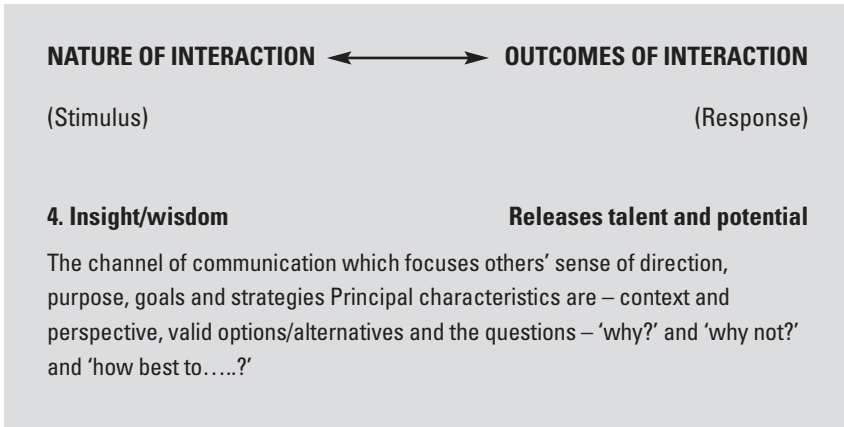 NATURE OF INTERACTION ⟷ OUTCOMES OF INTERACTION
(Stimulus) (Response)
4. Insight/wisdom Releases talent and potential
The channel of communication which focuses others’ sense of direction,
purpose, goals and strategies Principal characteristics are – context and
perspective, valid options/alternatives and the questions – ‘why?’ and ‘why not?’
and ‘how best to…..?’